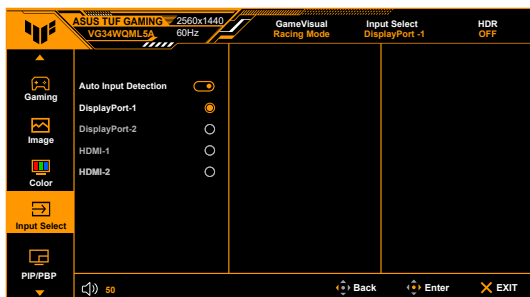 ASUS TUF GAMING
VG34WQML5A
2560x1440
60Hz
GameVisual
Racing Mode
Input Select
DisplayPort -1
HDR
OFF
Gaming
Image
Color
Input Select
PIP/PBP
Auto Input Detection
DisplayPort-1
DisplayPort-2
HDMI-1
HDMI-2
50
Back
Enter
EXIT